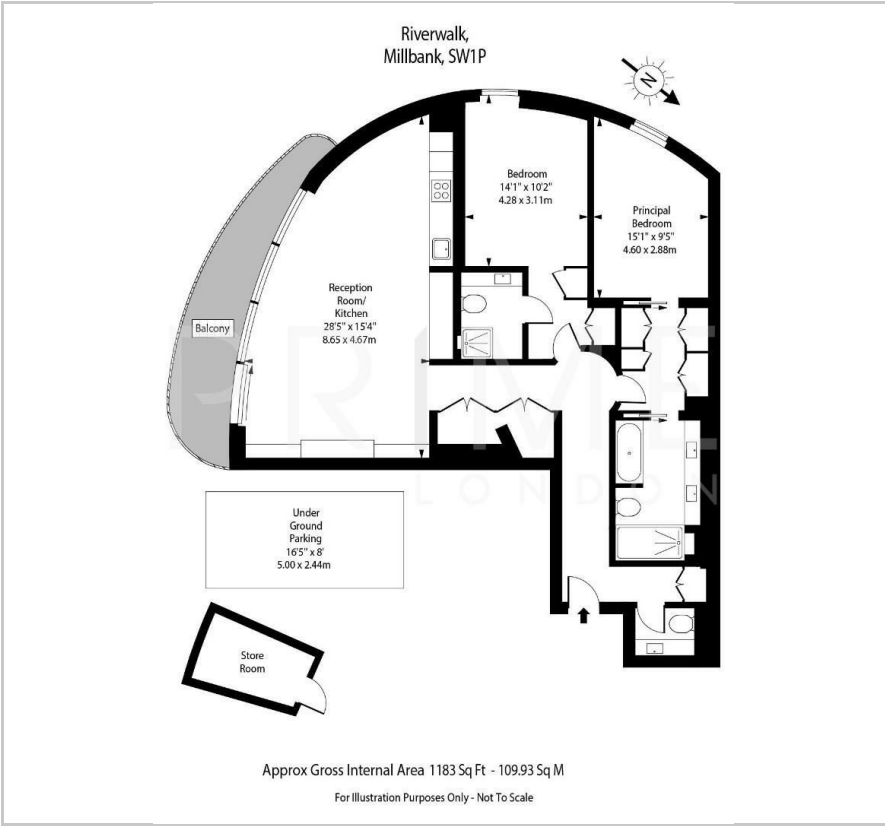 Riverwalk,
Millbank, SW1P
N
Bedroom
14'1" x 10'2"
4.28 x 3.11m
Principal
Bedroom
15'1" x 9'5"
4.60 x 2.88m
Reception
Room/
Kitchen
28'5" x 15'4"
8.65 x 4.67m
Balcony
PRIME
LONDON
Under
Ground
Parking
16'5" x 8'
5.00 x 2.44m
Store
Room
Approx Gross Internal Area 1183 Sq Ft - 109.93 Sq M
For Illustration Purposes Only - Not To Scale